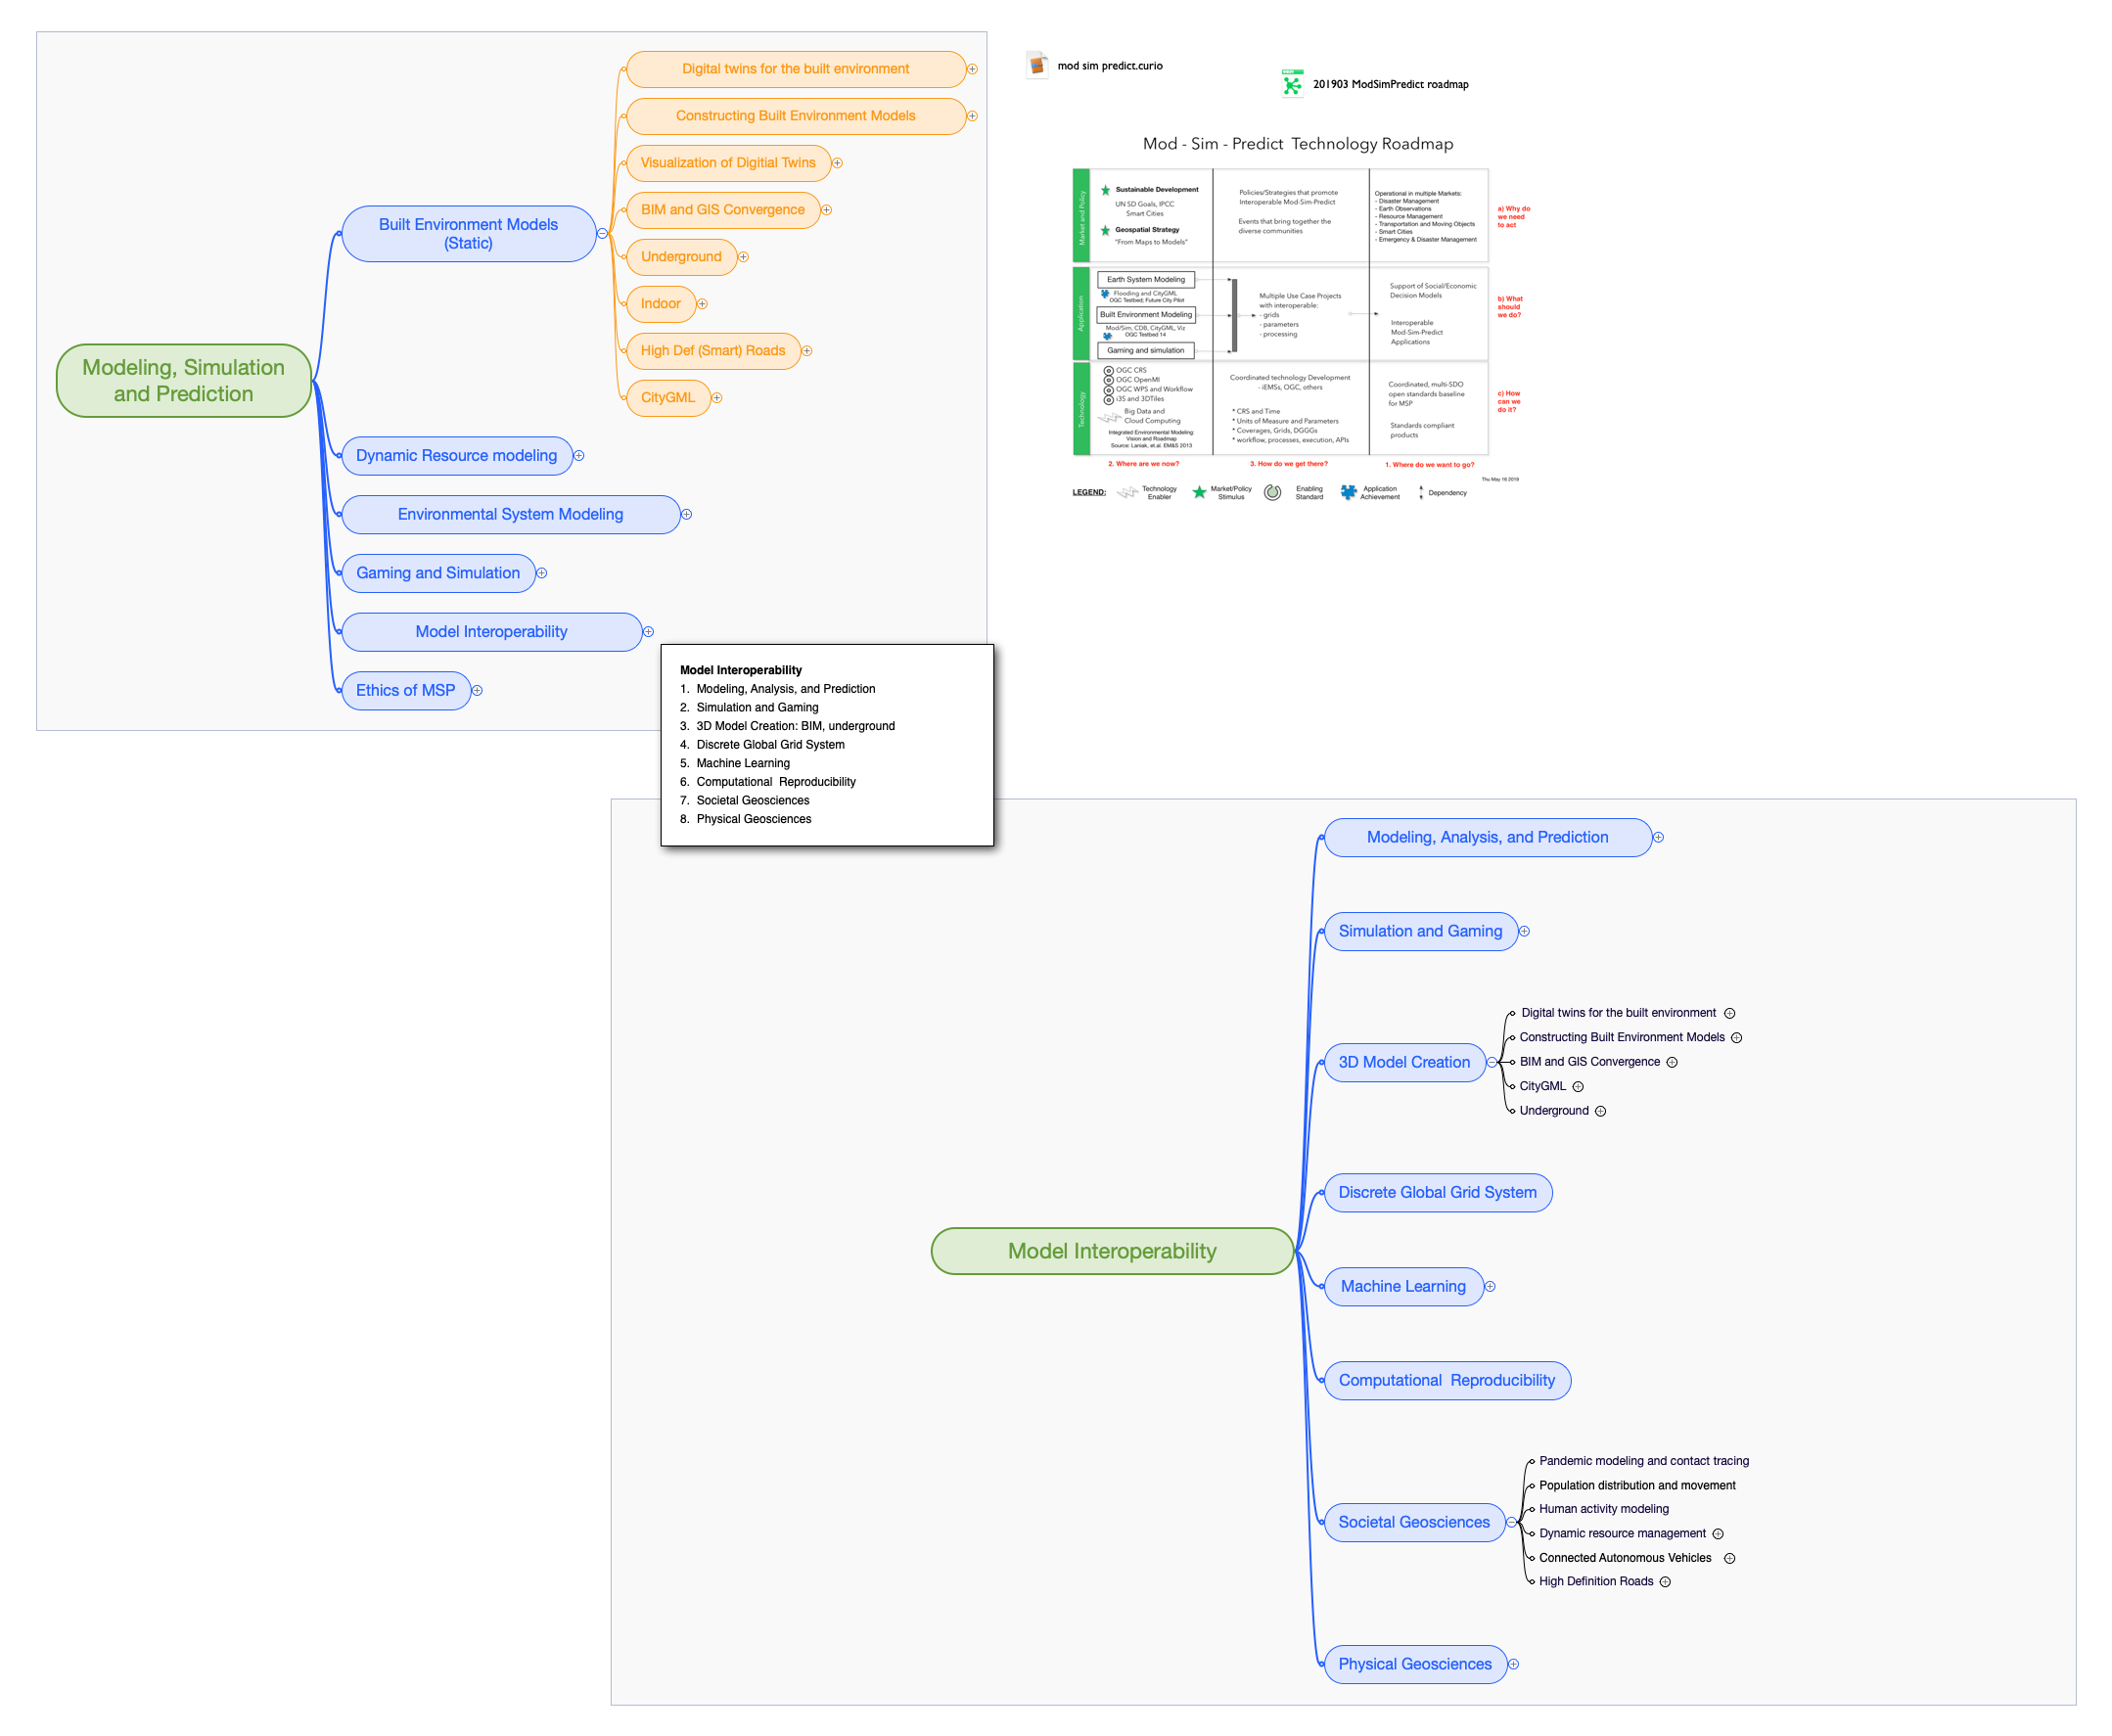 Digital twins for the built environment
Constructing Built Environment Models
Visualization of Digitial Twins
BIM and GIS Convergence
Built Environment Models
(Static)
Underground
Indoor
High Def (Smart) Roads
CityGML
Modeling, Simulation
and Prediction
Dynamic Resource modeling
Environmental System Modeling
Gaming and Simulation
Model Interoperability
Ethics of MSP
mod sim predict.curio
201903 ModSimPredict roadmap
Mod - Sim - Predict Technology Roadmap
Market and Policy
Sustainable Development
UN SD Goals, IPCC
Smart Cities
Geospatial Strategy
"From Maps to Models"
Policies/Strategies that promote
Interoperable Mod-Sim-Predict
Events that bring together the
diverse communities
Operational in multiple Markets:
- Disaster Management
- Earth Observations
- Resource Management
- Transportation and Moving Objects
- Smart Cities
- Emergency & Disaster Management
a) Why do
we need
to act
Application
Earth System Modeling
Flooding and CityGML
OGC Testbed; Future City Pilot
Built Environment Modeling
Mod/Sim, CDB, CityGML, Viz
OGC Testbed 14
Gaming and simulation
Multiple Use Case Projects
with interoperable:
- grids
- parameters
- processing
Support of Social/Economic
Decision Models
Interoperable
Mod-Sim-Predict
Applications
b) What
should
we do?
Technology
OGC CRS
OGC OpenMI
OGC WPS and Workflow
i3S and 3DTiles
Big Data and
Cloud Computing
Integrated Environmental Modeling:
Vision and Roadmap
Source: Laniak, et.al. EM&S 2013
Coordinated technology Development
- iEMSs, OGC, others
* CRS and Time
* Units of Measure and Parameters
* Coverages, Grids, DGGGs
* workflow, processes, execution, APIs
Coordinated, multi-SDO
open standards baseline
for MSP
Standards compliant
products
c) How
can we
do it?
2. Where are we now?
3. How do we get there?
1. Where do we want to go?
Thu May 16 2019
LEGEND:
Technology
Enabler
Market/Policy
Stimulus
Enabling
Standard
Application
Achievement
Dependency
Model Interoperability
1. Modeling, Analysis, and Prediction
2. Simulation and Gaming
3. 3D Model Creation: BIM, underground
4. Discrete Global Grid System
5. Machine Learning
6. Computational Reproducibility
7. Societal Geosciences
8. Physical Geosciences
Modeling, Analysis, and Prediction
Simulation and Gaming
3D Model Creation
Digital twins for the built environment
Constructing Built Environment Models
BIM and GIS Convergence
CityGML
Underground
Discrete Global Grid System
Model Interoperability
Machine Learning
Computational Reproducibility
Societal Geosciences
Pandemic modeling and contact tracing
Population distribution and movement
Human activity modeling
Dynamic resource management
Connected Autonomous Vehicles
High Definition Roads
Physical Geosciences